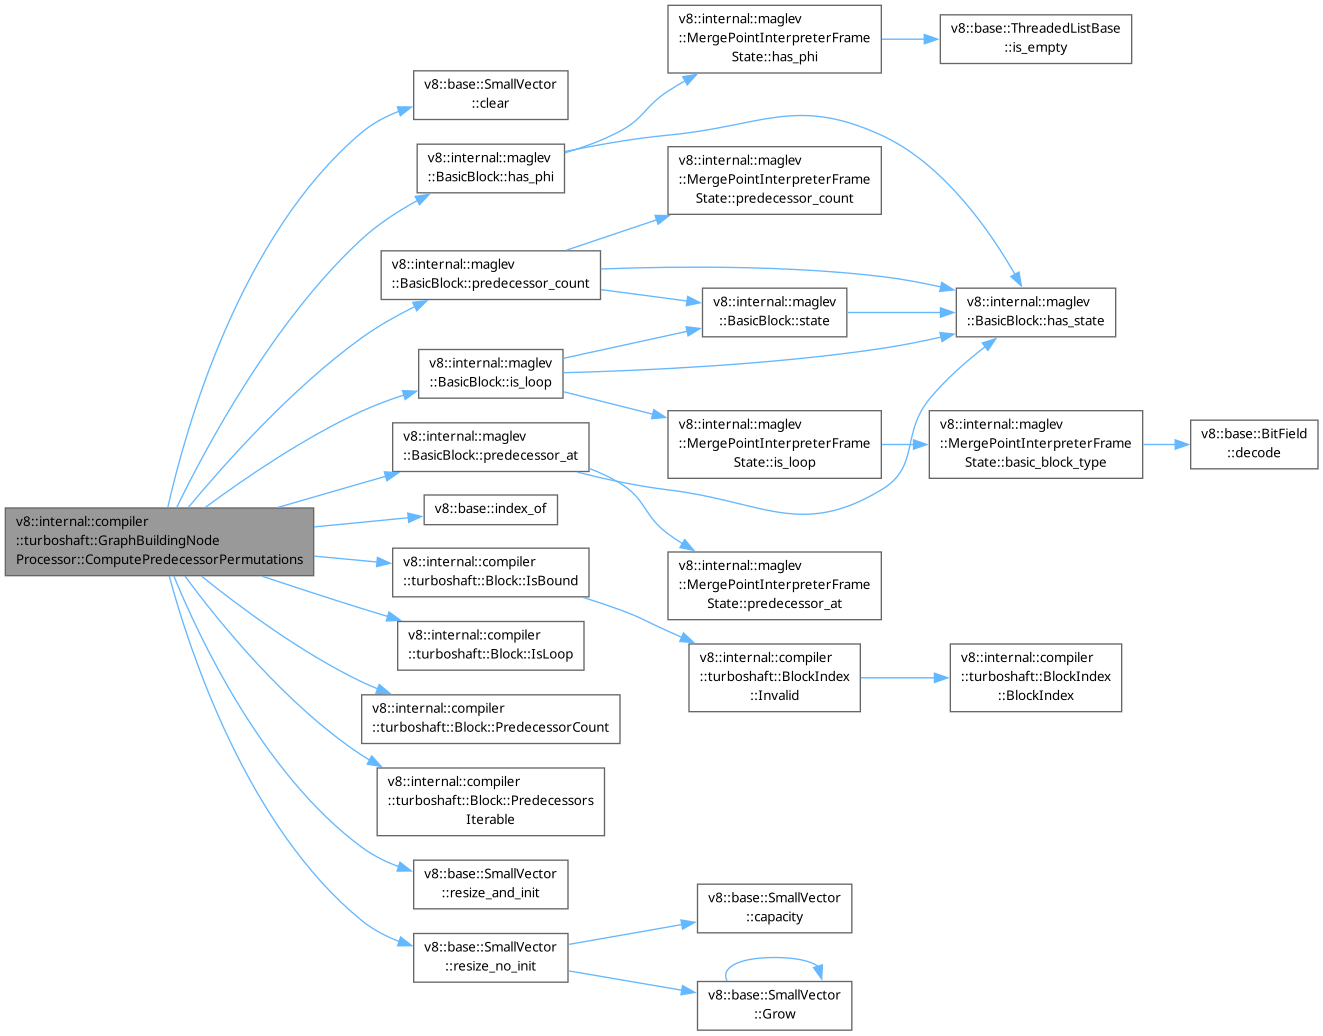 v8::internal::compiler
::turboshaft::GraphBuildingNode
Processor::ComputePredecessorPermutations
v8::base::SmallVector
::clear
v8::internal::maglev
::BasicBlock::has_phi
v8::internal::maglev
::BasicBlock::predecessor_count
v8::internal::maglev
::BasicBlock::is_loop
v8::internal::maglev
::BasicBlock::predecessor_at
v8::base::index_of
v8::internal::compiler
::turboshaft::Block::IsBound
v8::internal::compiler
::turboshaft::Block::IsLoop
v8::internal::compiler
::turboshaft::Block::PredecessorCount
v8::internal::compiler
::turboshaft::Block::Predecessors
Iterable
v8::base::SmallVector
::resize_and_init
v8::base::SmallVector
::resize_no_init
v8::internal::maglev
::MergePointInterpreterFrame
State::has_phi
v8::internal::maglev
::MergePointInterpreterFrame
State::predecessor_count
v8::internal::maglev
::BasicBlock::state
v8::internal::maglev
::MergePointInterpreterFrame
State::is_loop
v8::internal::maglev
::MergePointInterpreterFrame
State::predecessor_at
v8::internal::compiler
::turboshaft::BlockIndex
::Invalid
v8::base::SmallVector
::capacity
v8::base::SmallVector
::Grow
v8::base::ThreadedListBase
::is_empty
v8::internal::maglev
::BasicBlock::has_state
v8::internal::maglev
::MergePointInterpreterFrame
State::basic_block_type
v8::internal::compiler
::turboshaft::BlockIndex
::BlockIndex
v8::base::BitField
::decode